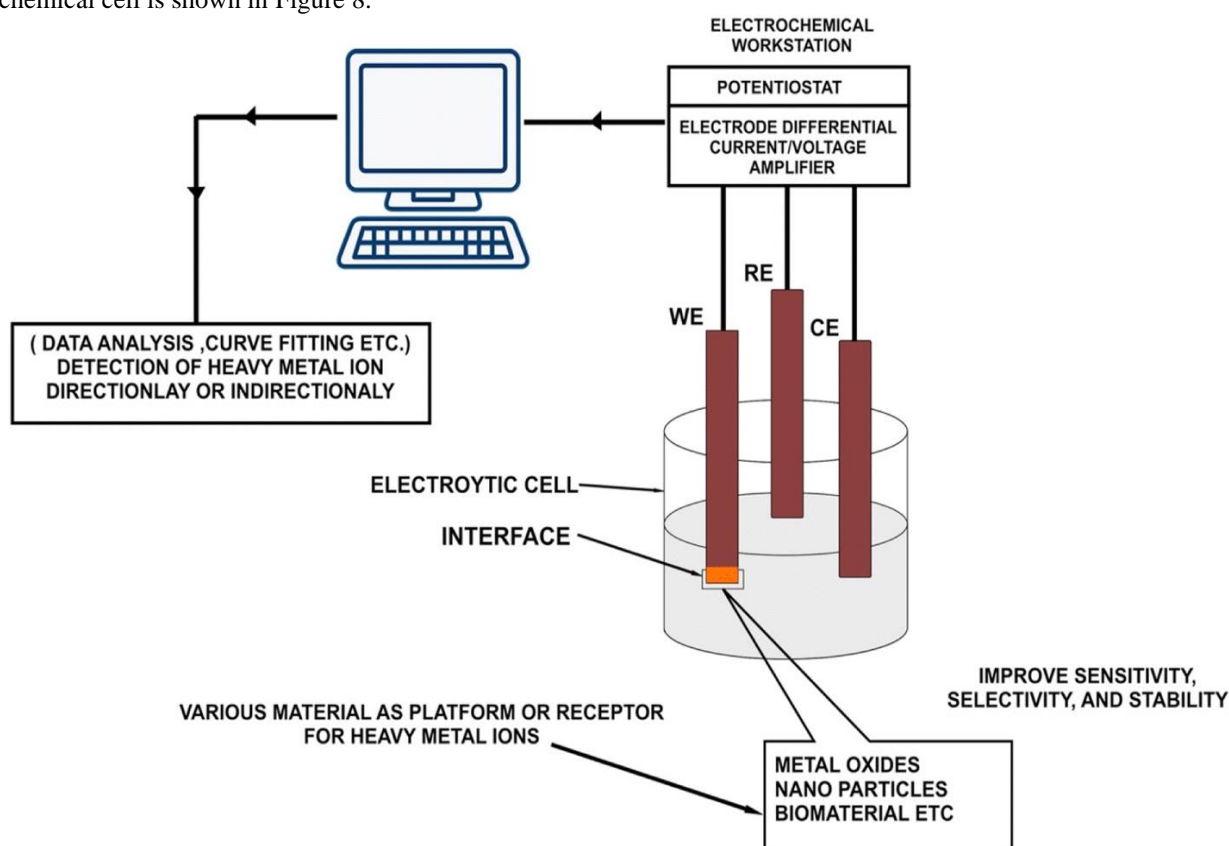 chemical cell is shown in Figure 8.
ELECTROCHEMICAL
WORKSTATION
POTENTIOSTAT
ELECTRODE DIFFERENTIAL
CURRENT/VOLTAGE
AMPLIFIER
RE
WE
CE
( DATA ANALYSIS ,CURVE FITTING ETC.)
DETECTION OF HEAVY METAL ION
DIRECTIONLAY OR INDIRECTIONALY
ELECTROYTIC CELL
INTERFACE
IMPROVE SENSITIVITY,
SELECTIVITY, AND STABILITY
VARIOUS MATERIAL AS PLATFORM OR RECEPTOR
FOR HEAVY METAL IONS
METAL OXIDES
NANO PARTICLES
BIOMATERIAL ETC